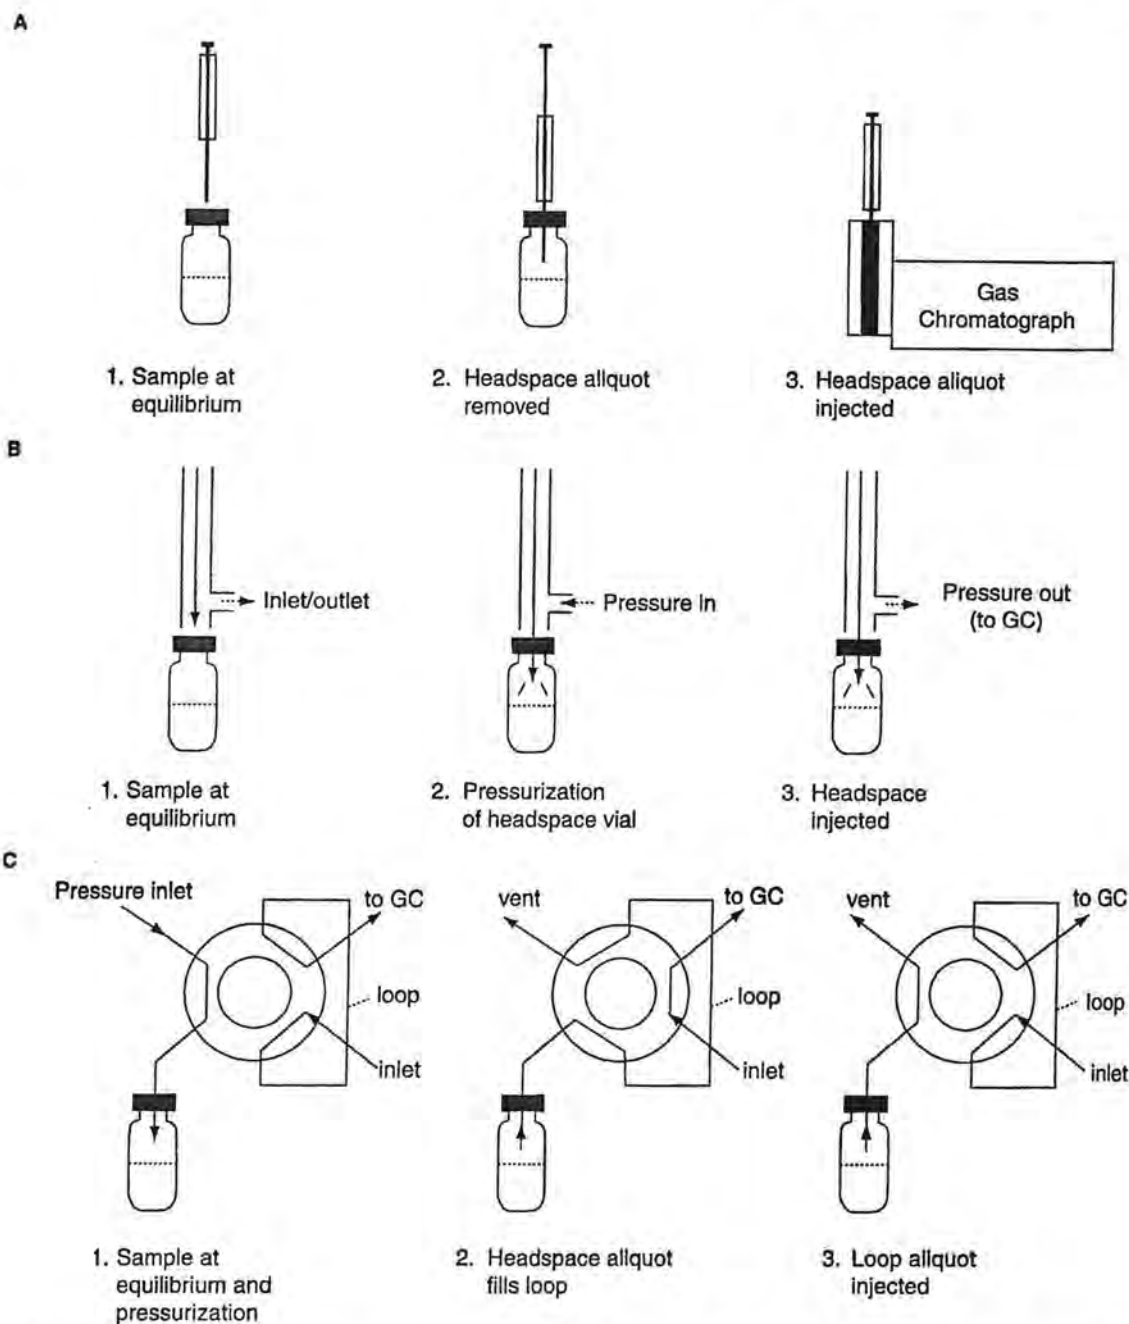 A
Gas
Chromatograph
1. Sample at
equilibrium
2. Headspace allquot
removed
3. Headspace aliquot
injected
B
Inlet/outlet
Pressure in
Pressure out
(to GC)
1. Sample at
equilibrium
2. Pressurization
of headspace vial
3. Headspace
injected
C
Pressure inlet
to GC
loop
inlet
vent
to GC
loop
inlet
vent
to GC
loop
inlet
1. Sample at
equilibrium and
pressurization
2. Headspace allquot
fills loop
3. Loop allquot
injected